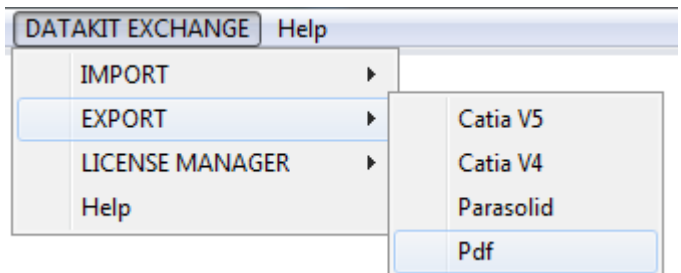 DATAKIT EXCHANGE Help
IMPORT
EXPORT
LICENSE MANAGER
Help
Catia V5
Catia V4
Parasolid
Pdf